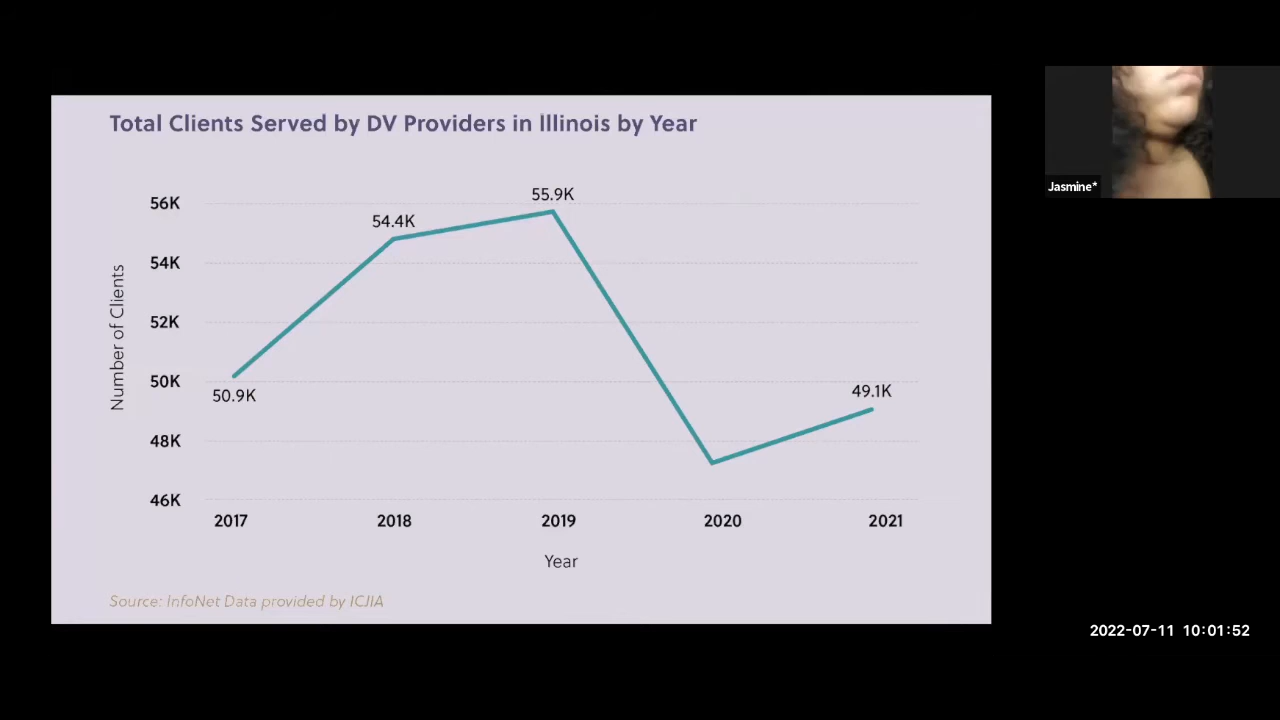 Total Clients Served by DV Providers in Illinois by Year
55.9K
56K
54.4K
54K
52K
Number of Clients
50K
50.9K
49.1K
48K
46K
2017 2018 2019 2020 2021
Year
Source: InfoNet Data provided by ICJIA
Jasmine*
2022-07-11 10:01:52